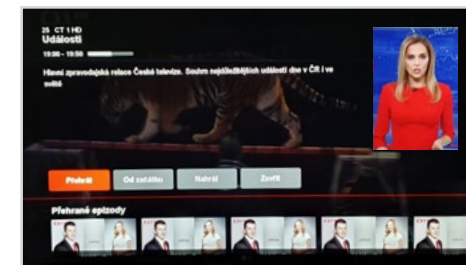 25 ČT 1 HD
Události
19:00 - 19:50
Hlavní zpravodajská relace České televize. Souhrn nejdůležitějších událostí dne v ČR i ve
světě
Přehrát Od začátku Nahrát Zavřít
Přehrané epizody